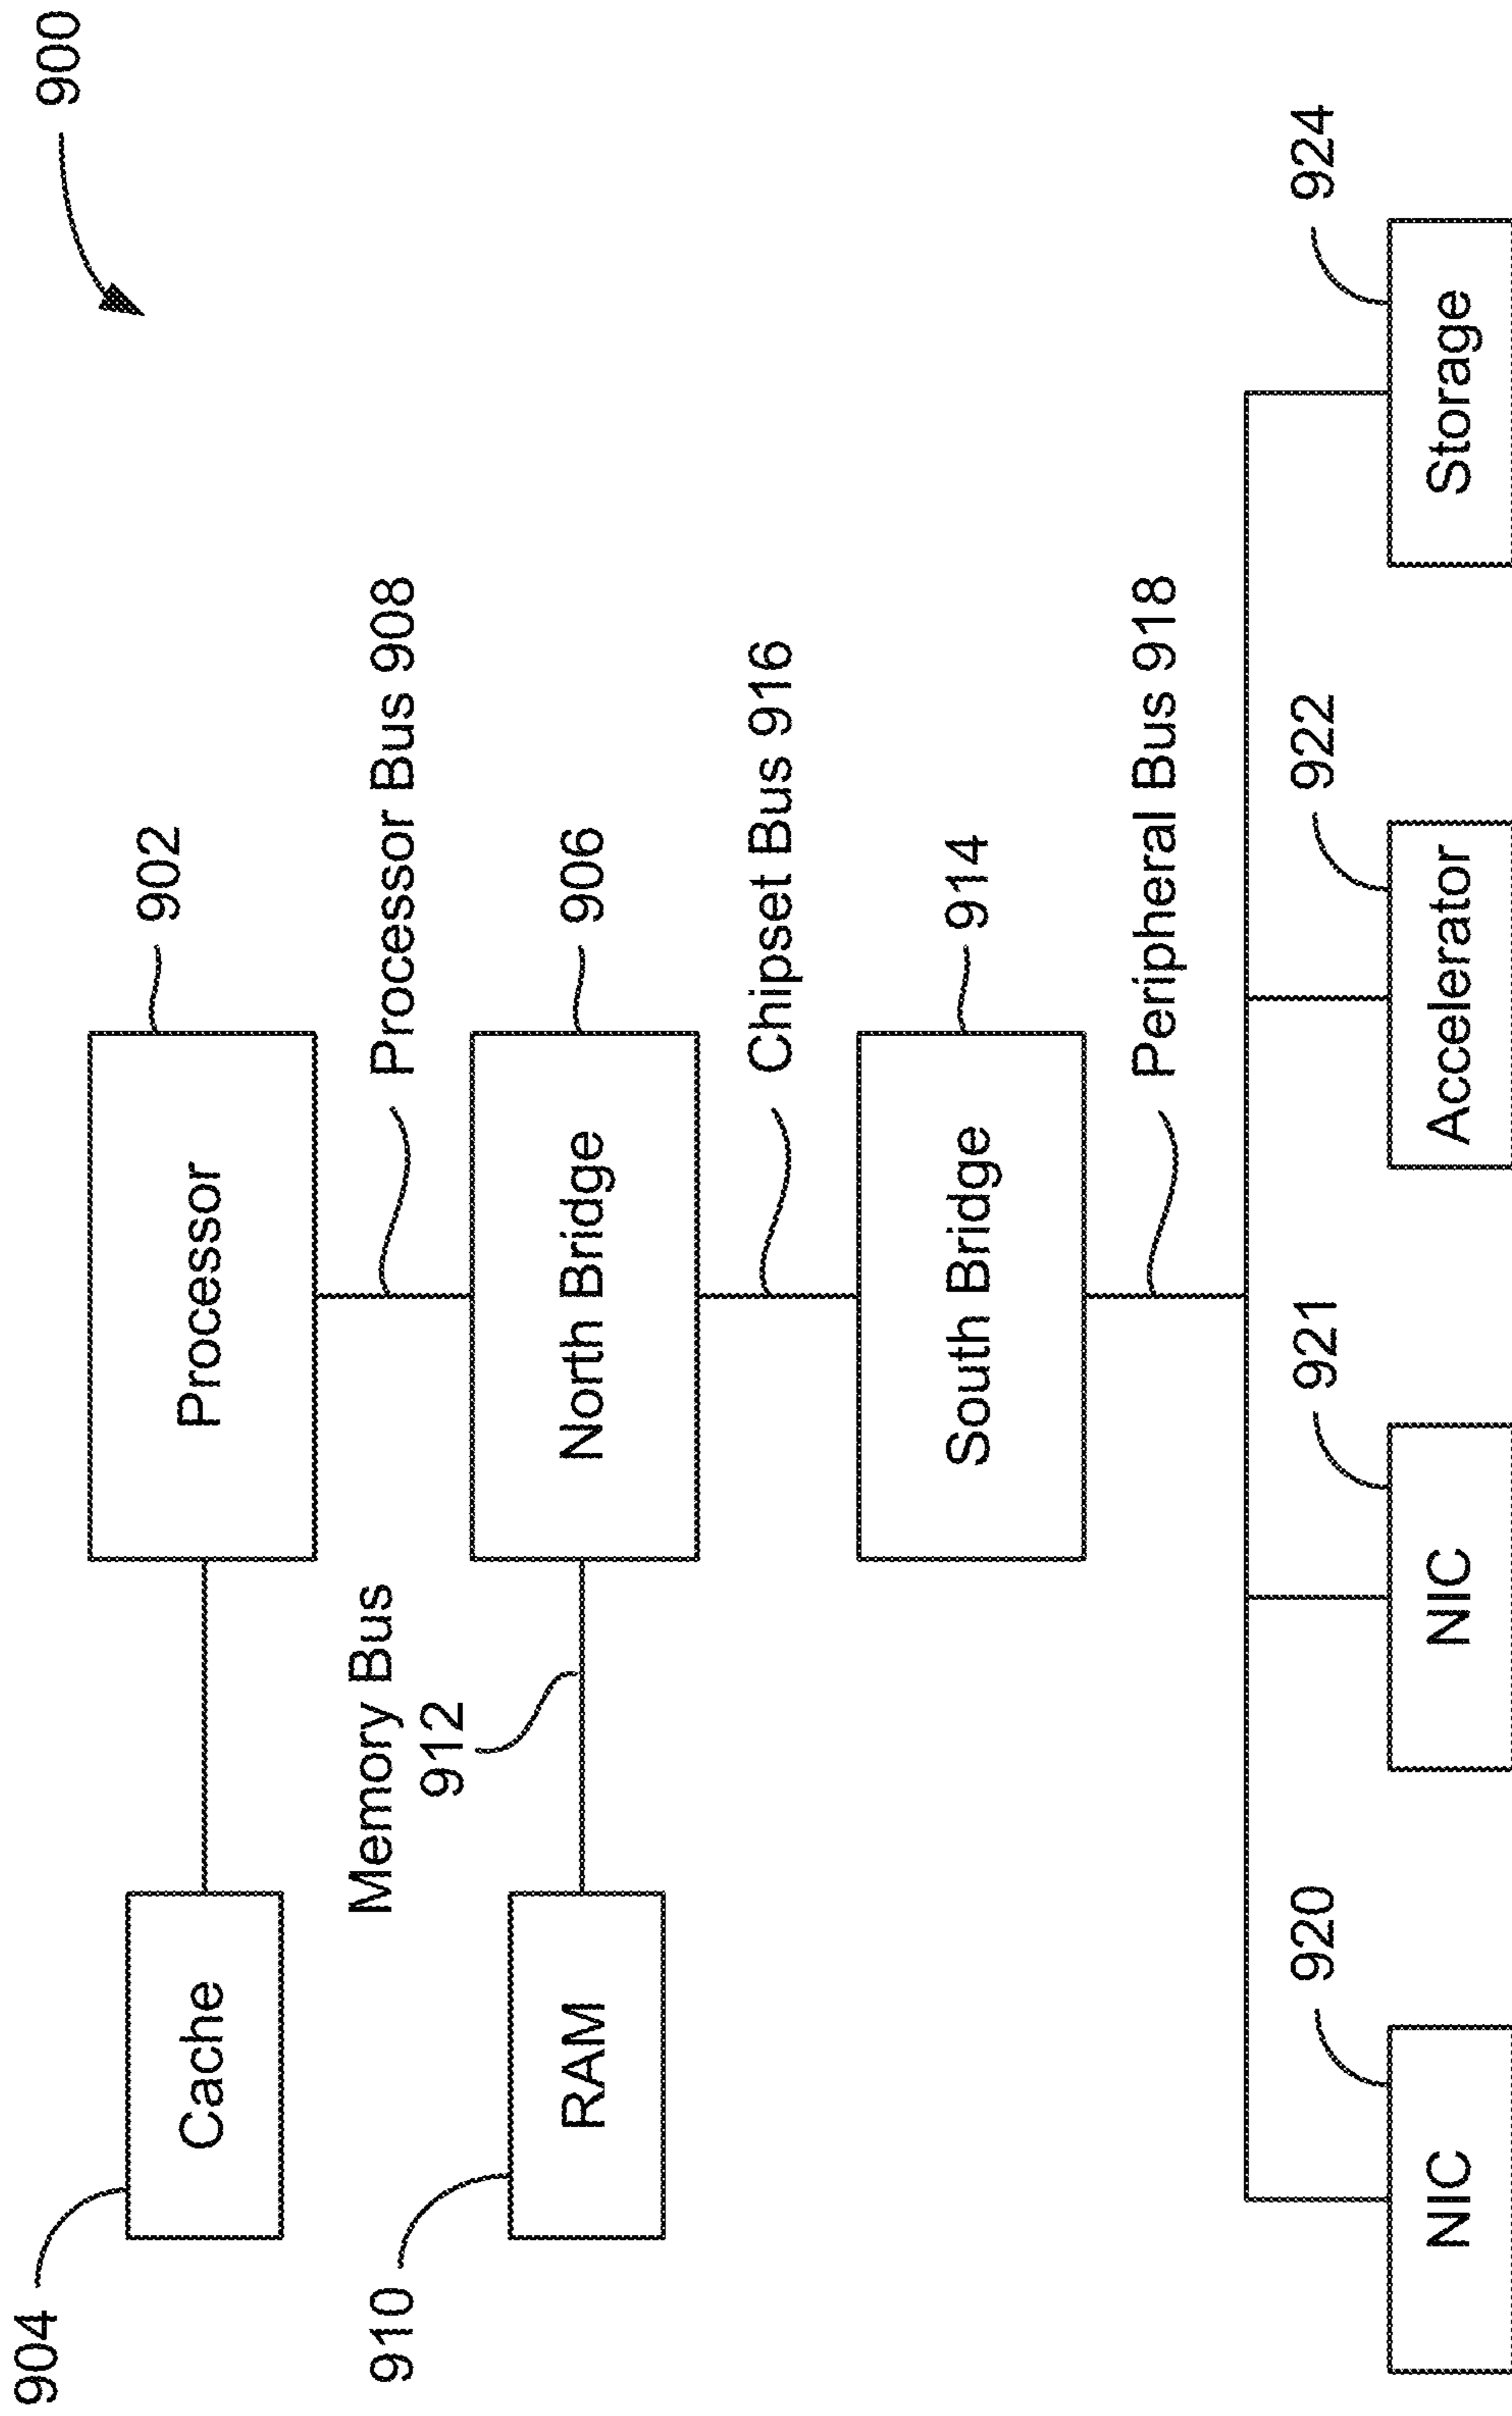 900
904
Cache
Processor
902
Memory Bus
912
Processor Bus 908
910
RAM
North Bridge
906
Chipset Bus 916
South Bridge
914
Peripheral Bus 918
920
921
922
924
NIC
NIC
Accelerator
Storage